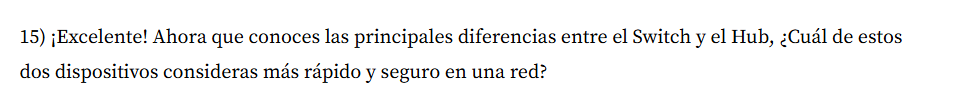 15) ¡Excelente! Ahora que conoces las principales diferencias entre el Switch y el Hub, ¿Cuál de estos
dos dispositivos consideras más rápido y seguro en una red?